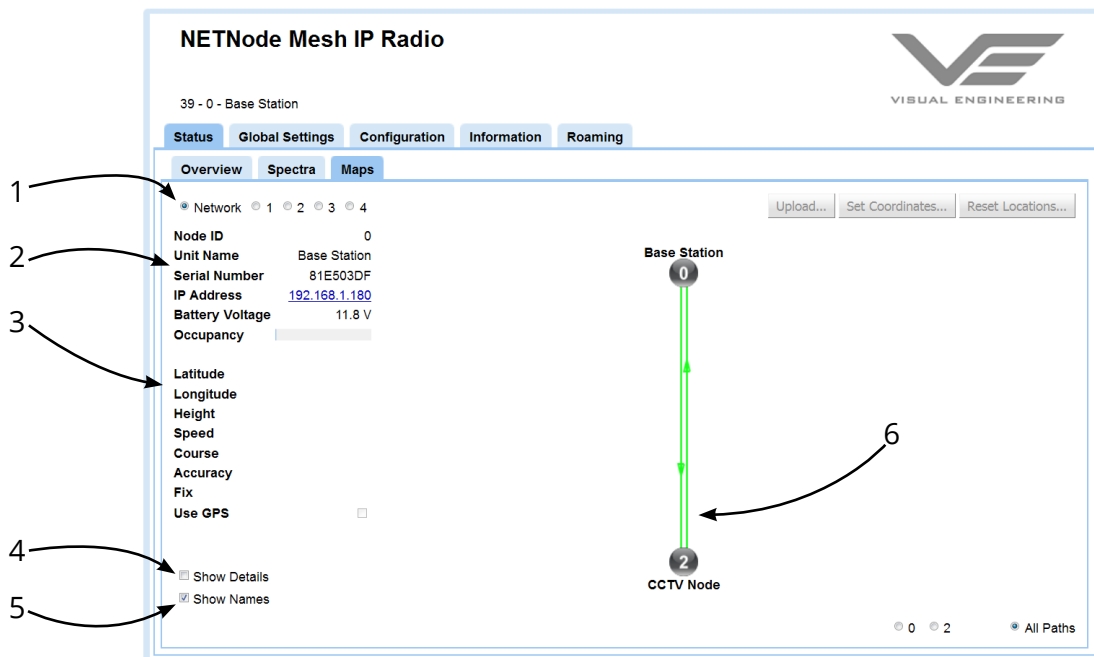 NETNode Mesh IP Radio
VISUAL ENGINEERING
39 - 0 - Base Station
Status Global Settings Configuration Information Roaming
Overview Spectra Maps
1
Network 1 2 3 4
Upload... Set Coordinates... Reset Locations...
Node ID 0
2
Unit Name Base Station
Serial Number 81E503DF
IP Address 192.168.1.180
Battery Voltage 11.8 V
Occupancy
Base Station
0
3
Latitude
Longitude
Height
Speed
Course
Accuracy
Fix
Use GPS
6
4
Show Details
5
Show Names
2
CCTV Node
0 2 All Paths